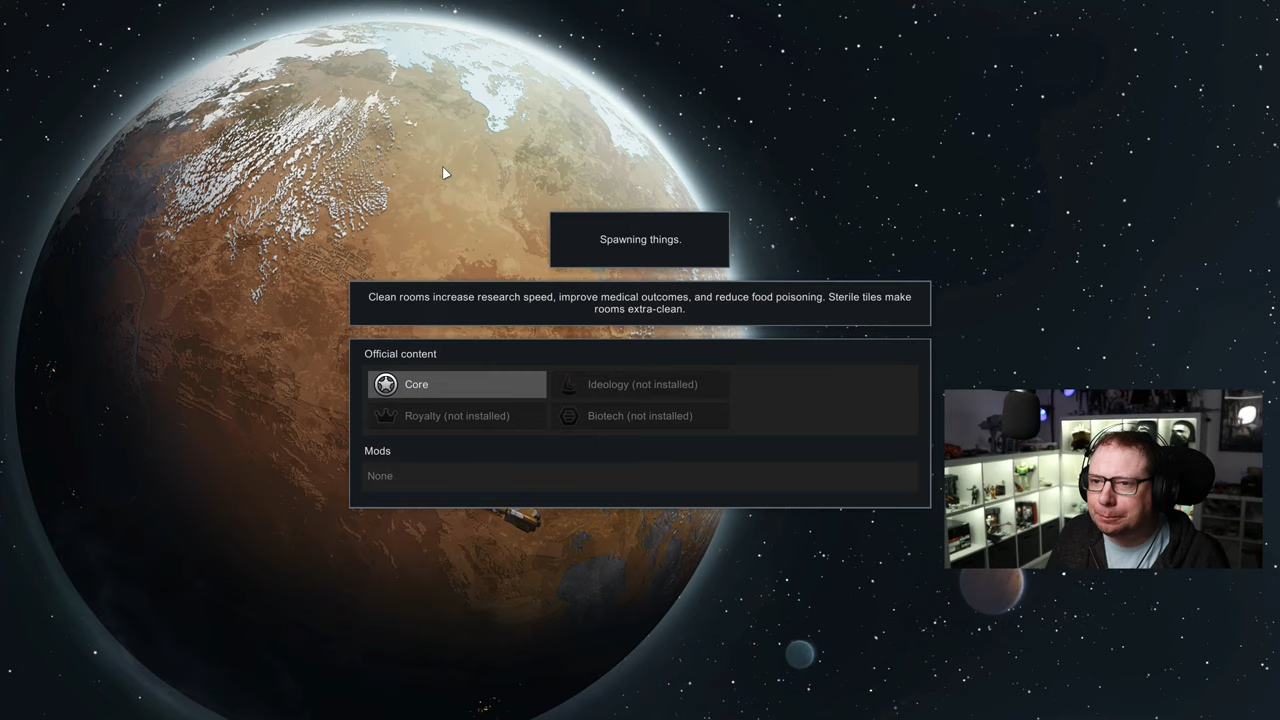 Spawning things.
Clean rooms increase research speed, improve medical outcomes, and reduce food poisoning. Sterile tiles make
rooms extra-clean.
Official content
Core
Ideology (not installed)
Royalty (not installed)
Biotech (not installed)
Mods
None